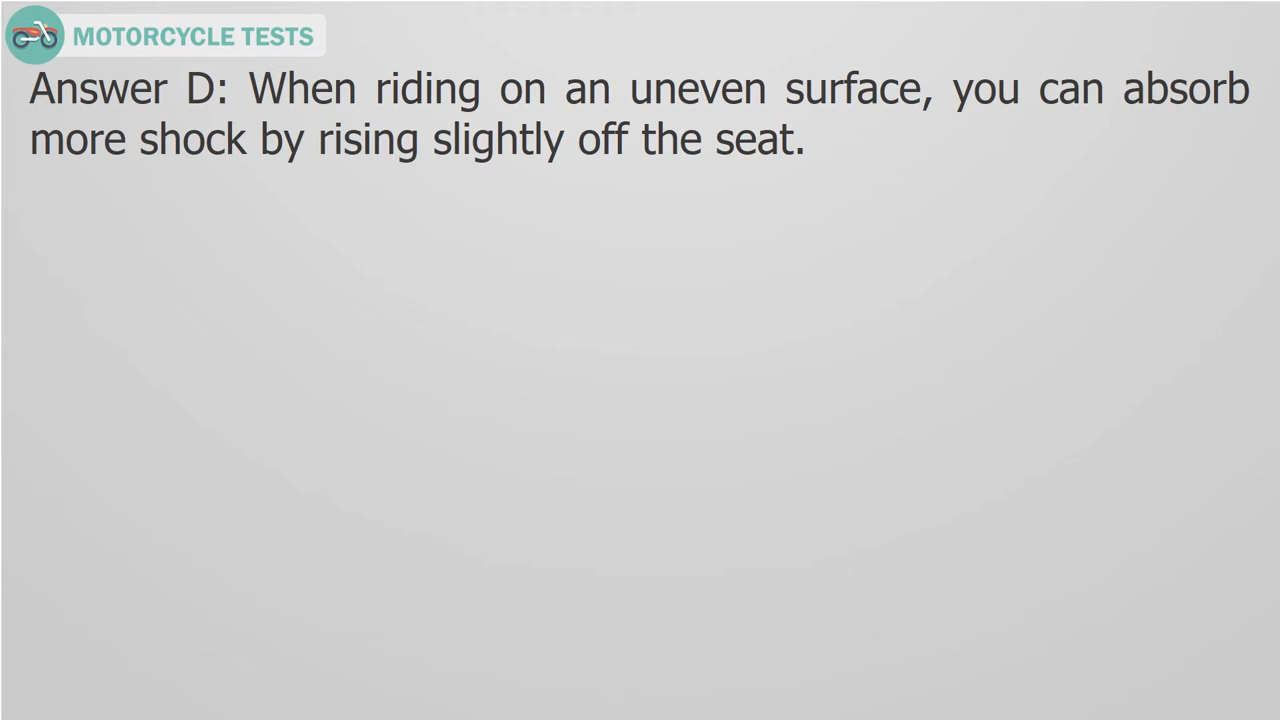 MOTORCYCLE TESTS
Answer D: When riding on an uneven surface, you can absorb
more shock by rising slightly off the seat.